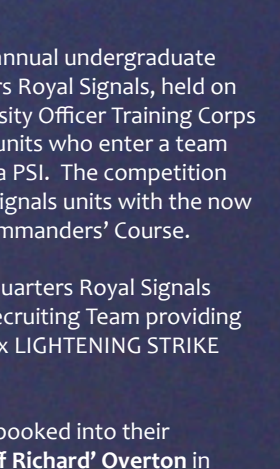 annual undergraduate
rs Royal Signals, held on
sity Officer Training Corps
units who enter a team
a PSI. The competition
ignals units with the now
mmanders’ Course.
uarters Royal Signals
ecruiting Team providing
x LIGHTENING STRIKE
booked into their
f Richard’ Overton in